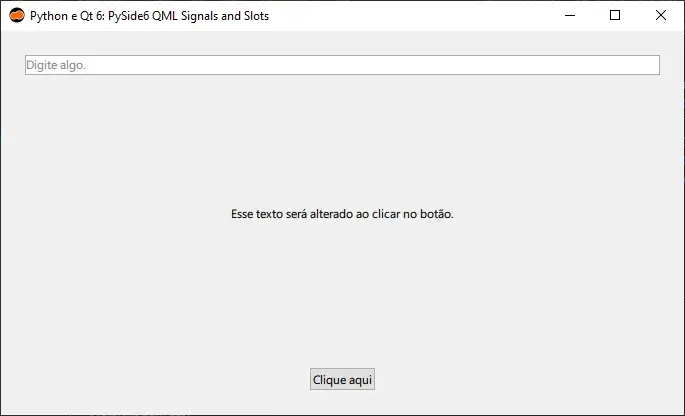 Python e Qt 6: PySide6 QML Signals and Slots
Digite algo.
Esse texto será alterado ao clicar no botão.
Clique aqui